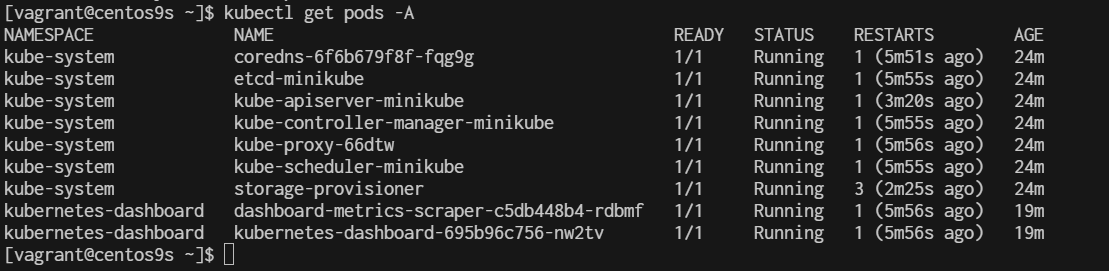 [vagrant@centos9s ~]$ kubectl get pods -A
NAMESPACE NAME READY STATUS RESTARTS AGE
kube-system coredns-6f6b679f8f-fqg9g 1/1 Running 1 (5m51s ago) 24m
kube-system etcd-minikube 1/1 Running 1 (5m55s ago) 24m
kube-system kube-apiserver-minikube 1/1 Running 1 (3m20s ago) 24m
kube-system kube-controller-manager-minikube 1/1 Running 1 (5m55s ago) 24m
kube-system kube-proxy-66dtw 1/1 Running 1 (5m56s ago) 24m
kube-system kube-scheduler-minikube 1/1 Running 1 (5m55s ago) 24m
kube-system storage-provisioner 1/1 Running 3 (2m25s ago) 24m
kubernetes-dashboard dashboard-metrics-scraper-c5db448b4-rdbmf 1/1 Running 1 (5m56s ago) 19m
kubernetes-dashboard kubernetes-dashboard-695b96c756-nw2tv 1/1 Running 1 (5m56s ago) 19m
[vagrant@centos9s ~]$